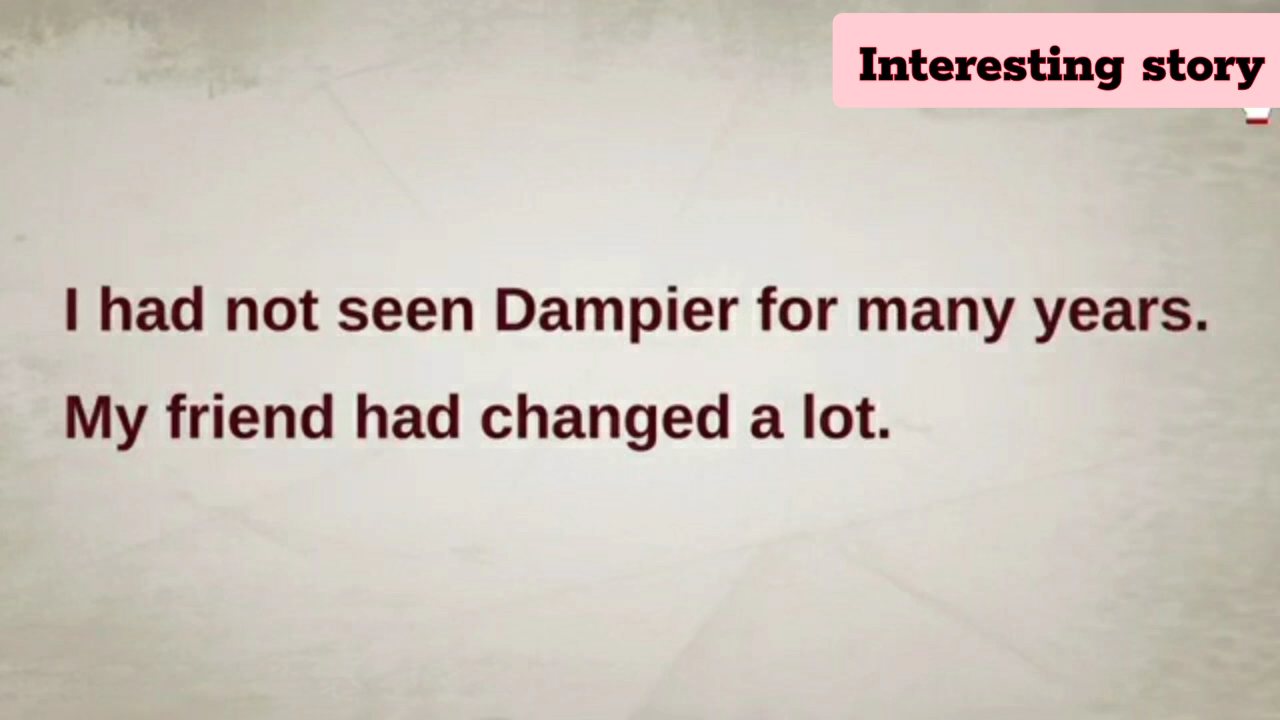 Interesting story
I had not seen Dampier for many years.
My friend had changed a lot.